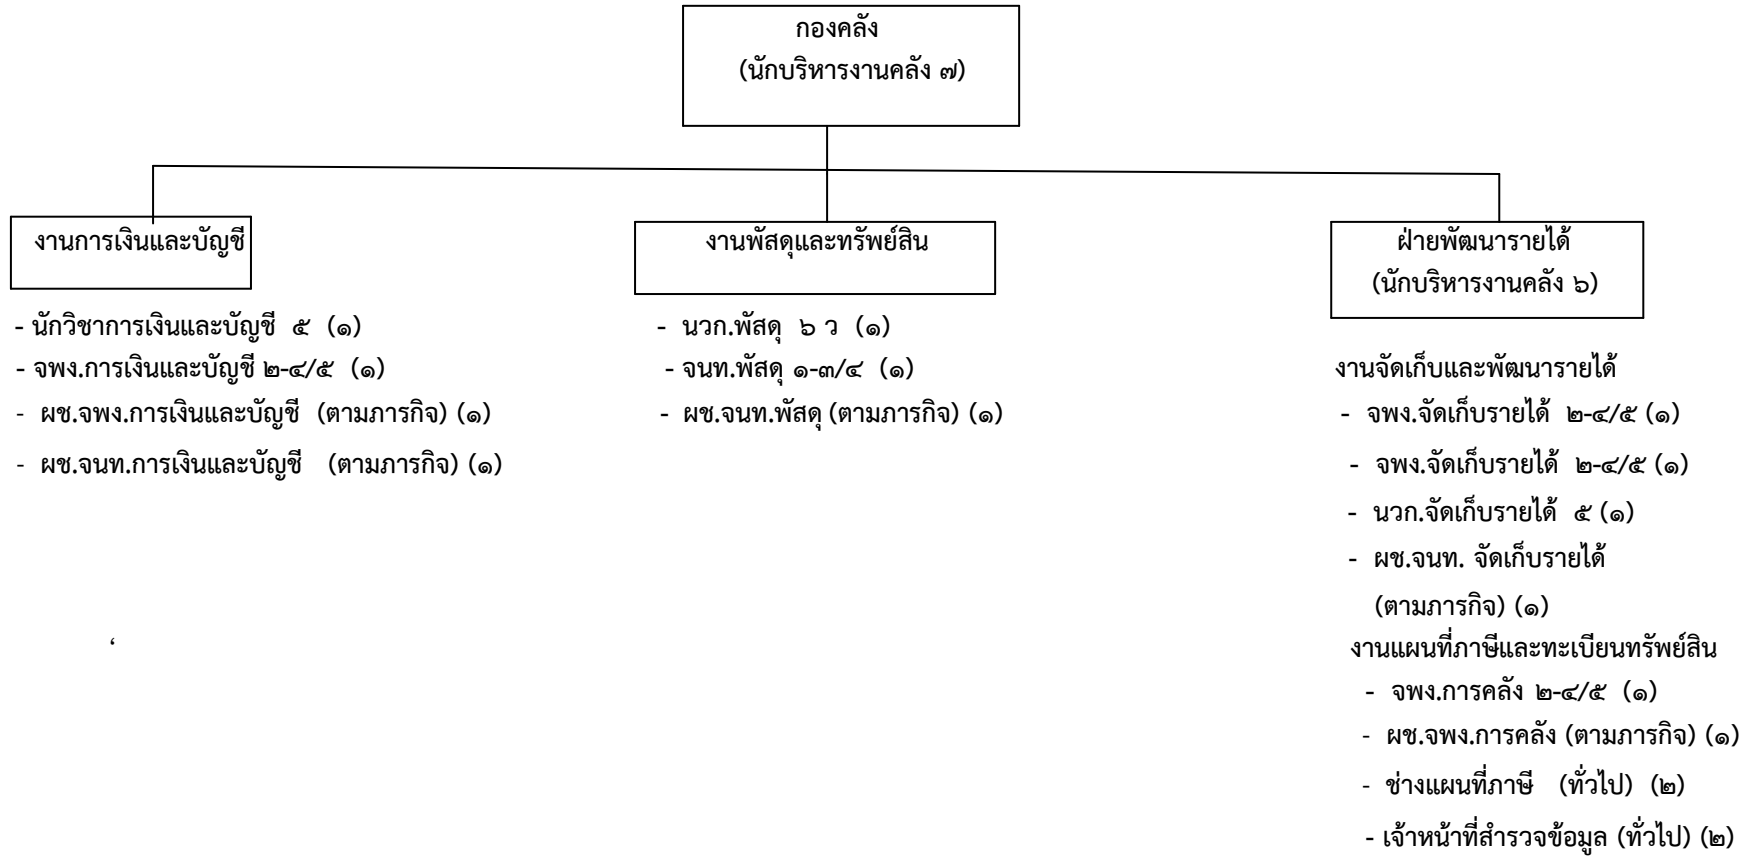 กองคลัง
(นักบริหารงานคลัง ๗)
งานการเงินและบัญชี
- นักวิชาการเงินและบัญชี ๕ (๑)
- จพง.การเงินและบัญชี ๒-๔/๕ (๑)
- ผช.จพง.การเงินและบัญชี (ตามภารกิจ) (๑)
- ผช.จนท.การเงินและบัญชี (ตามภารกิจ) (๑)
‘
งานพัสดุและทรัพย์สิน
- นวก.พัสดุ ๖ ว (๑)
- จนท.พัสดุ ๑-๓/๔ (๑)
- ผช.จนท.พัสดุ (ตามภารกิจ) (๑)
ฝ่ายพัฒนารายได้
(นักบริหารงานคลัง ๖)
งานจัดเก็บและพัฒนารายได้
- จพง.จัดเก็บรายได้ ๒-๔/๕ (๑)
- จพง.จัดเก็บรายได้ ๒-๔/๕ (๑)
- นวก.จัดเก็บรายได้ ๕ (๑)
- ผช.จนท. จัดเก็บรายได้
(ตามภารกิจ) (๑)
งานแผนที่ภาษีและทะเบียนทรัพย์สิน
- จพง.การคลัง ๒-๔/๕ (๑)
- ผช.จพง.การคลัง (ตามภารกิจ) (๑)
- ช่างแผนที่ภาษี (ทั่วไป) (๒)
- เจ้าหน้าที่สำรวจข้อมูล (ทั่วไป) (๒)